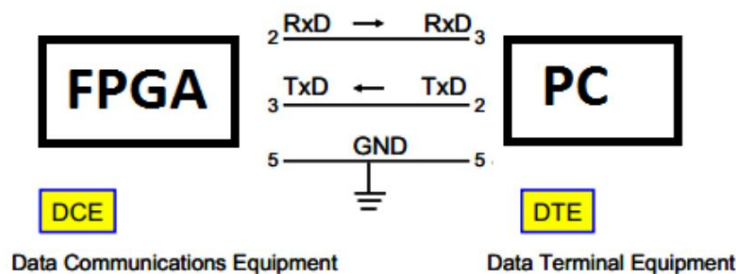 RxD → RxD
2 3
FPGA
PC
TxD ← TxD
3 2
GND
5 5
DCE
DTE
Data Communications Equipment
Data Terminal Equipment